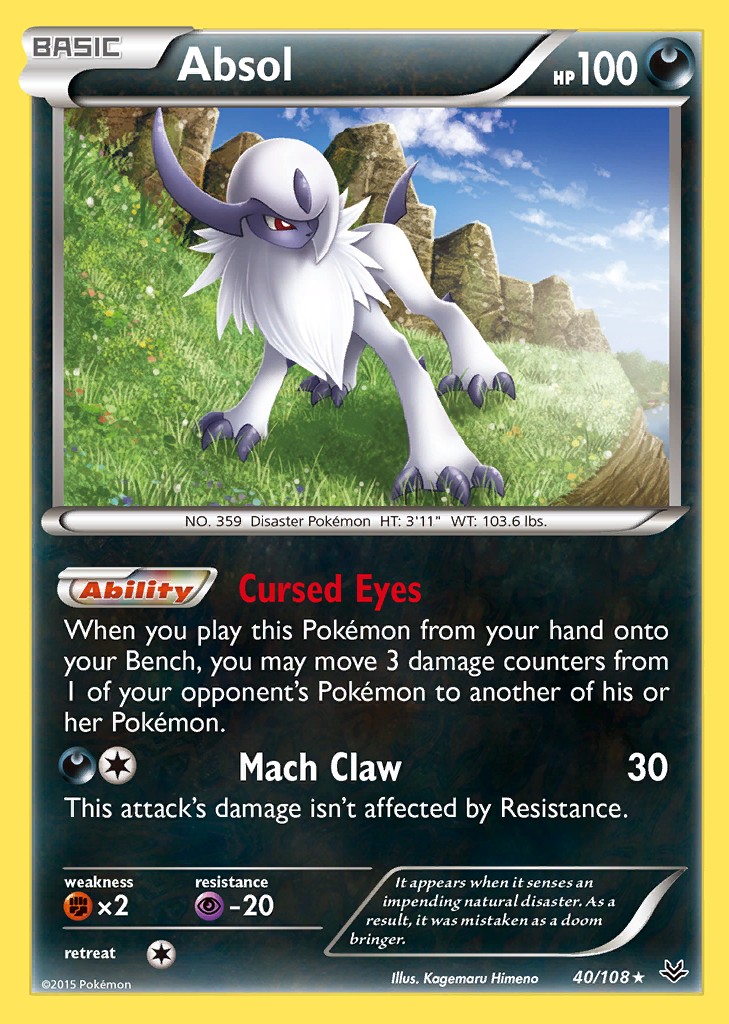 BASIC
Absol
HP 100
NO. 359 Disaster Pokémon HT: 3'11" WT: 103.6 lbs.
Ability Cursed Eyes
When you play this Pokémon from your hand onto
your Bench, you may move 3 damage counters from
1 of your opponent's Pokémon to another of his or
her Pokémon.
Mach Claw 30
This attack's damage isn't affected by Resistance.
weakness resistance
×2 -20
retreat
It appears when it senses an
impending natural disaster. As a
result, it was mistaken as a doom
bringer.
©2015 Pokémon
Illus. Kagemaru Himeno
40/108 ★